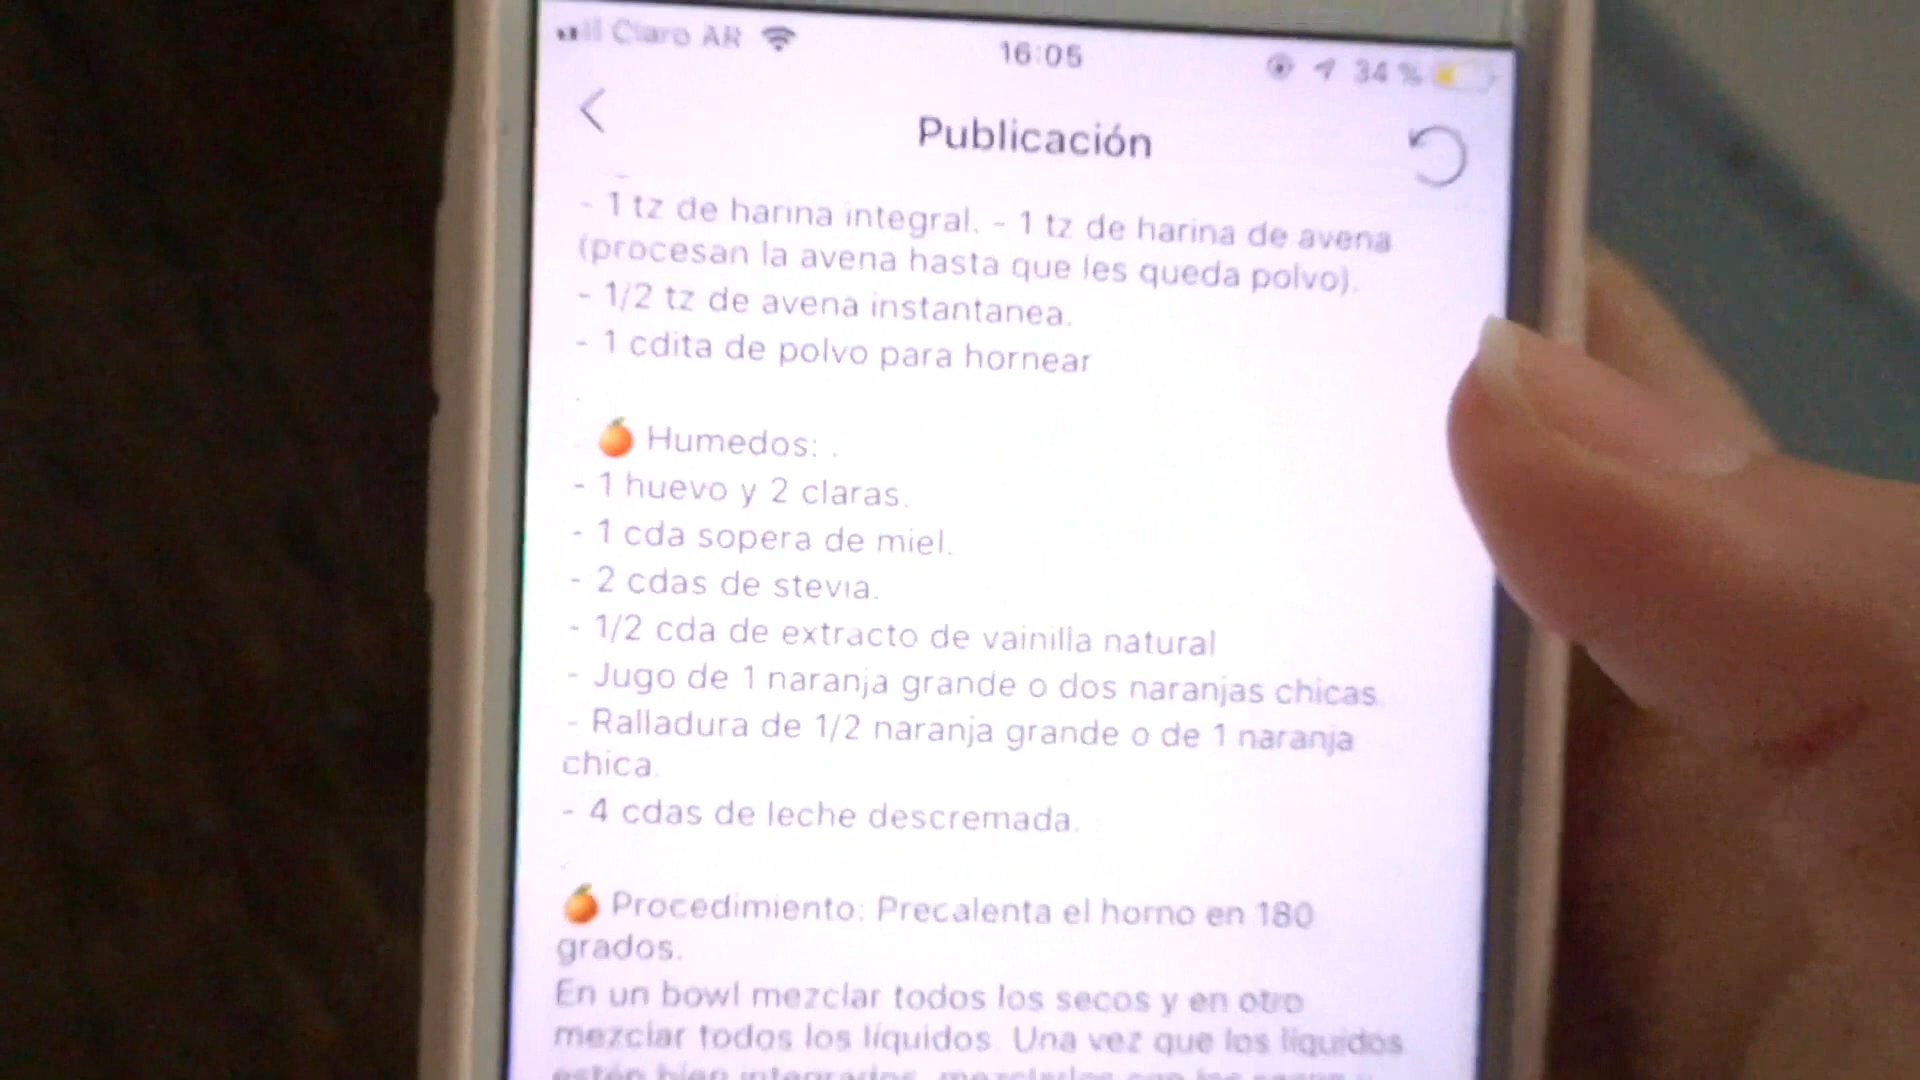 Claro AR
16:05
34 %
Publicación
- 1 tz de harina integral. - 1 tz de harina de avena
(procesan la avena hasta que les queda polvo).
- 1/2 tz de avena instantanea.
- 1 cdita de polvo para hornear
Humedos: .
- 1 huevo y 2 claras.
- 1 cda sopera de miel.
- 2 cdas de stevia.
- 1/2 cda de extracto de vainilla natural
- Jugo de 1 naranja grande o dos naranjas chicas.
- Ralladura de 1/2 naranja grande o de 1 naranja
chica.
- 4 cdas de leche descremada.
Procedimiento: Precalenta el horno en 180
grados.
En un bowl mezclar todos los secos y en otro
mezclar todos los líquidos. Una vez que los líquidos
estén bien